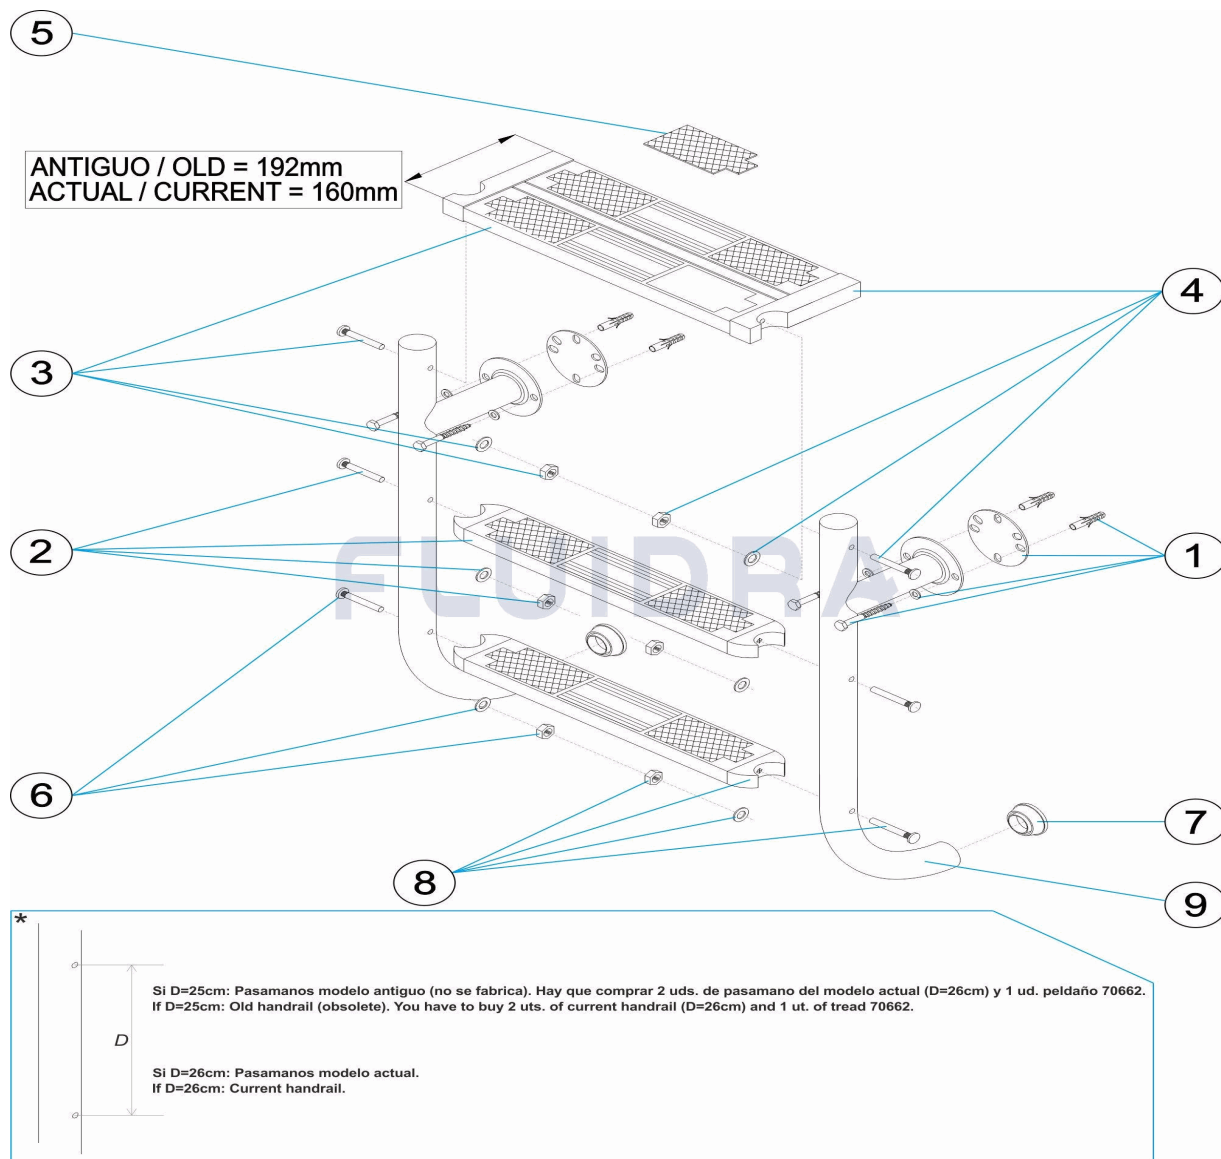 5
ANTIGUO / OLD = 192mm
ACTUAL / CURRENT = 160mm
4
3
2
1
FLUIDRA
6
7
8
9
*
Si D=25cm: Pasamanos modelo antiguo (no se fabrica). Hay que comprar 2 uds. de pasamano del modelo actual (D=26cm) y 1 ud. peldaño 70662.
If D=25cm: Old handrail (obsolete). You have to buy 2 uts. of current handrail (D=26cm) and 1 ut. of tread 70662.
D
Si D=26cm: Pasamanos modelo actual.
If D=26cm: Current handrail.